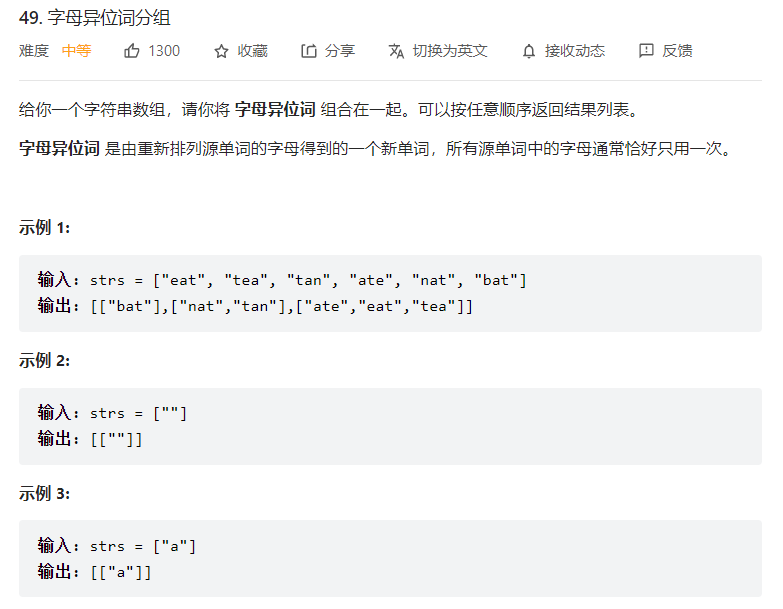 49. 字母异位词分组
难度 中等 1300 收藏 分享 切换为英文 接收动态 反馈
给你一个字符串数组，请你将 字母异位词 组合在一起。可以按任意顺序返回结果列表。
字母异位词 是由重新排列源单词的字母得到的一个新单词，所有源单词中的字母通常恰好只用一次。
示例 1:
输入: strs = ["eat", "tea", "tan", "ate", "nat", "bat"]
输出: [["bat"],["nat","tan"],["ate","eat","tea"]]
示例 2:
输入: strs = [""]
输出: [[""]]
示例 3:
输入: strs = ["a"]
输出: [["a"]]